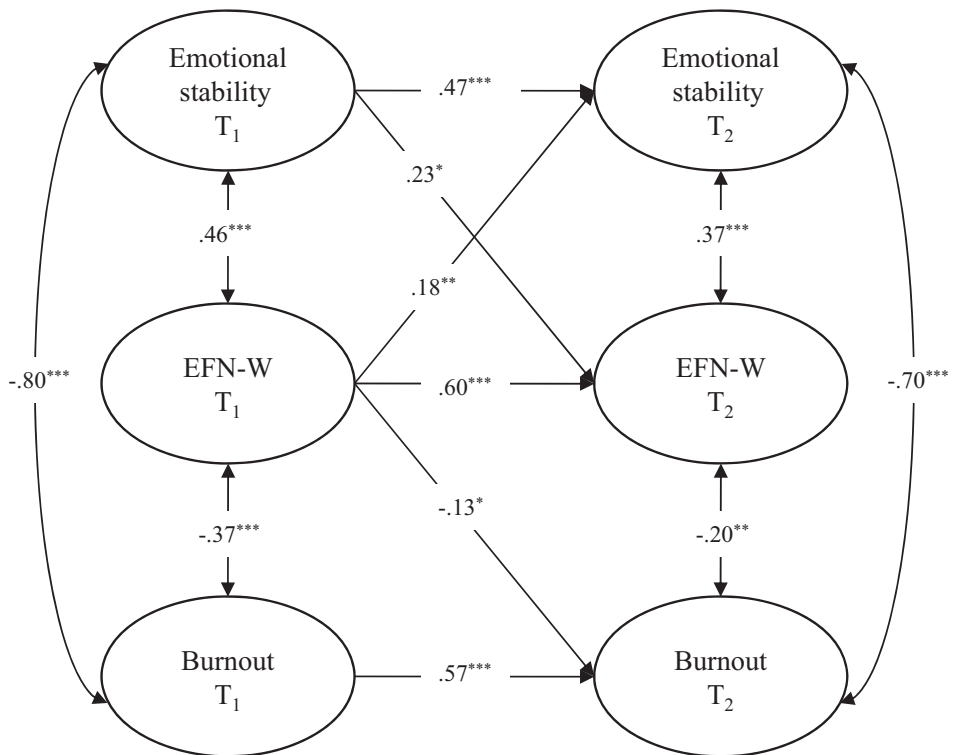 Emotional
stability
T₁
.47***
Emotional
stability
T₂
.23*
.46***
.37***
.18**
-.80***
EFN-W
T₁
.60***
EFN-W
T₂
-.70***
-.13*
-.37***
-.20**
Burnout
T₁
.57***
Burnout
T₂